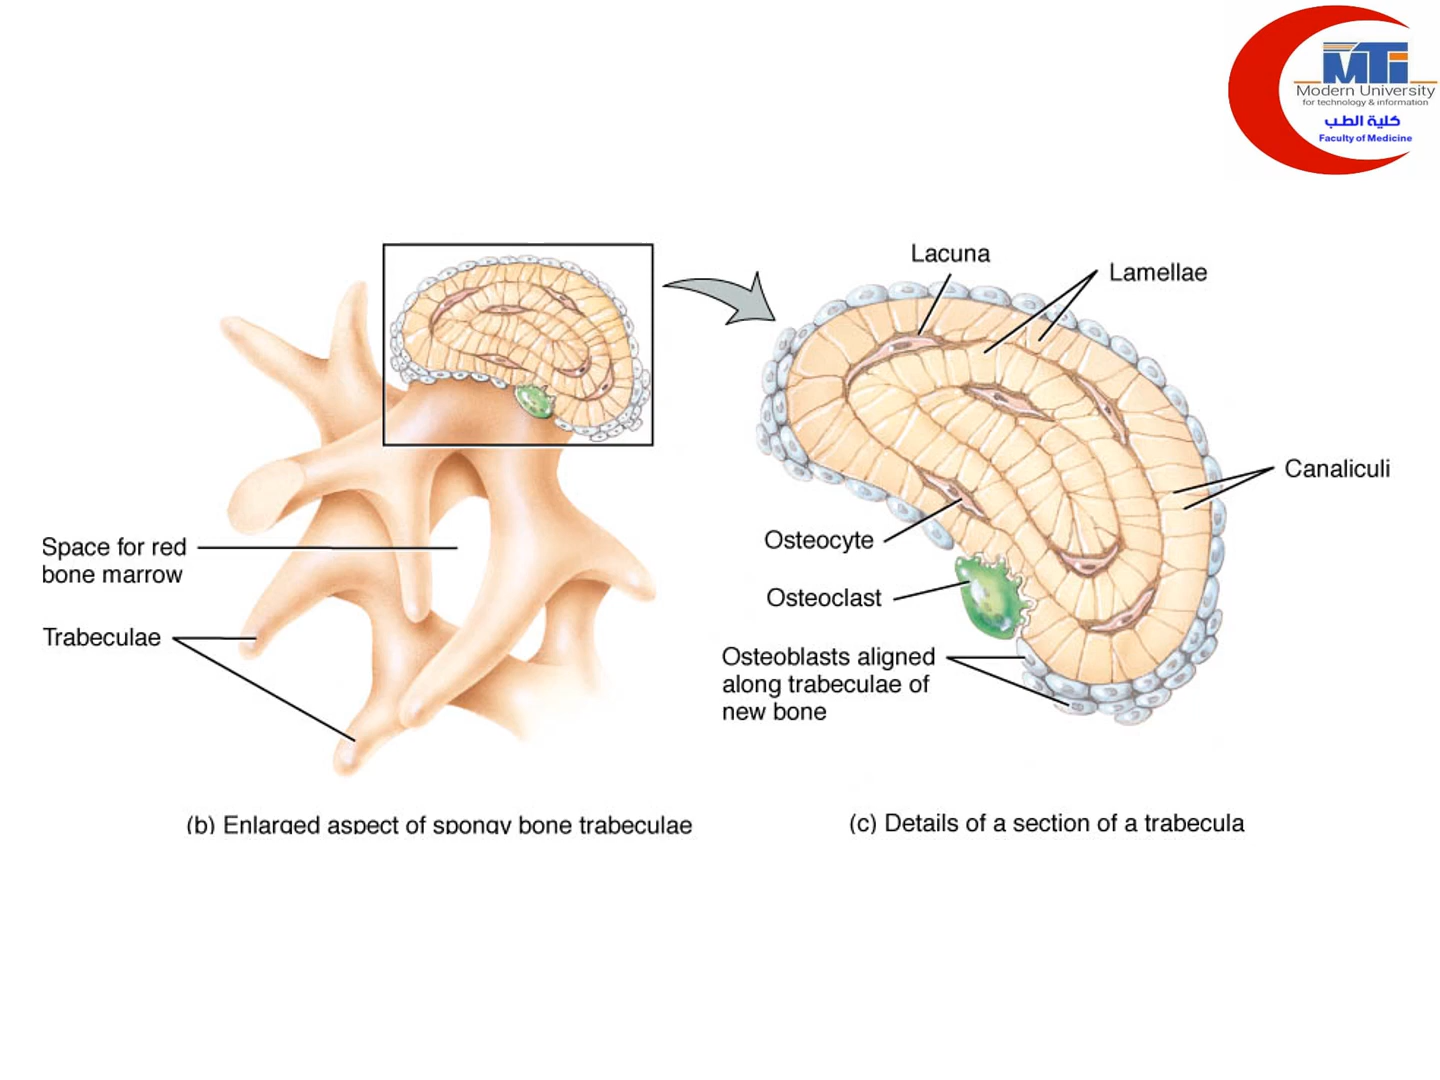 MTi
Modern University
for technology & information
كلية الطب
Faculty of Medicine
Lacuna
Lamellae
Canaliculi
Osteocyte
Osteoclast
Osteoblasts aligned
along trabeculae of
new bone
Space for red
bone marrow
Trabeculae
(b) Enlarged aspect of spongy bone trabeculae
(c) Details of a section of a trabecula